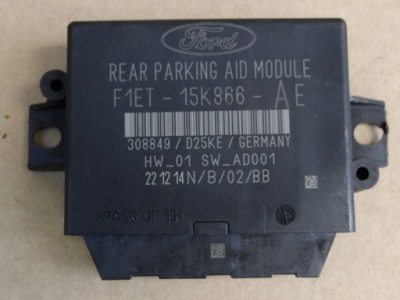 Ford
REAR PARKING AID MODULE
F1ET - 15K866 - AE
308849 / D25KE / GERMANY
HW_01 SW_AD001
221214N/B/02/BB